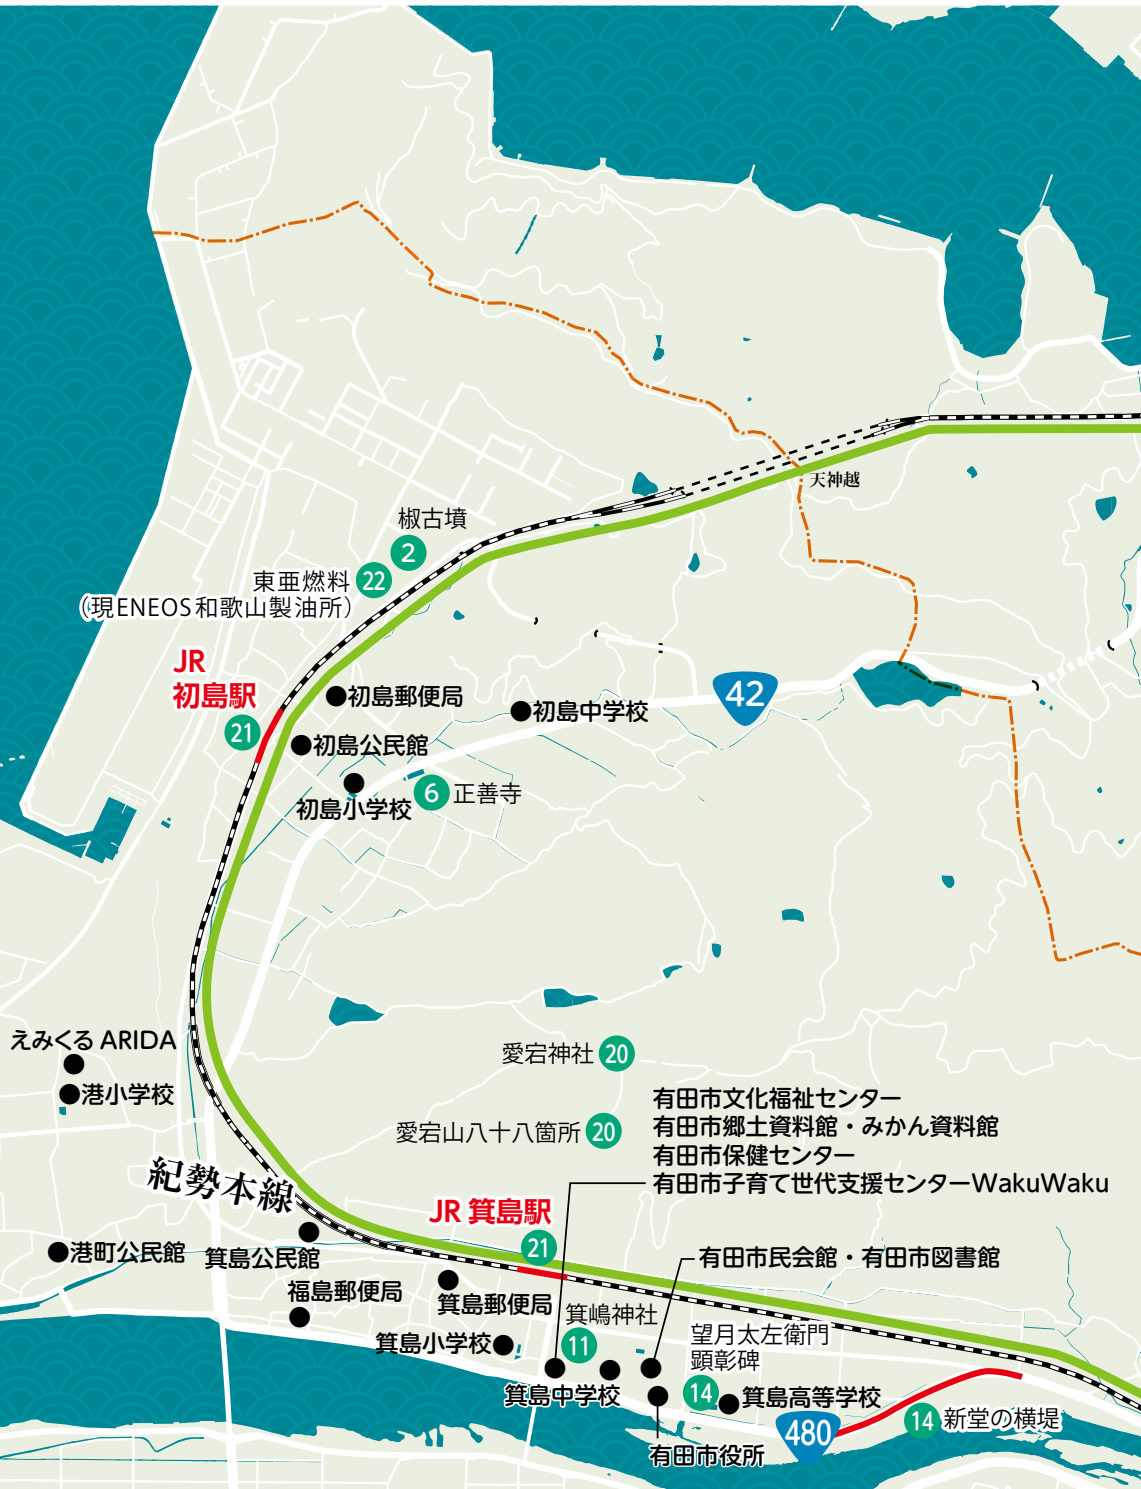 天神越
椒古墳
2
東亜燃料
22
（現ENEOS和歌山製油所）
JR
初島駅
21
初島郵便局
初島中学校
42
初島公民館
初島小学校
6
正善寺
えみくるARIDA
港小学校
愛宕神社
20
愛宕山八十八箇所
20
有田市文化福祉センター
有田市郷土資料館・みかん資料館
有田市保健センター
有田市子育て世代支援センターWakuWaku
紀勢本線
JR 箕島駅
21
港町公民館
箕島公民館
有田市民会館・有田市図書館
福島郵便局
箕島郵便局
箕嶋神社
11
箕島小学校
望月太左衛門
顕彰碑
14
箕島中学校
箕島高等学校
480
14
新堂の横堤
有田市役所